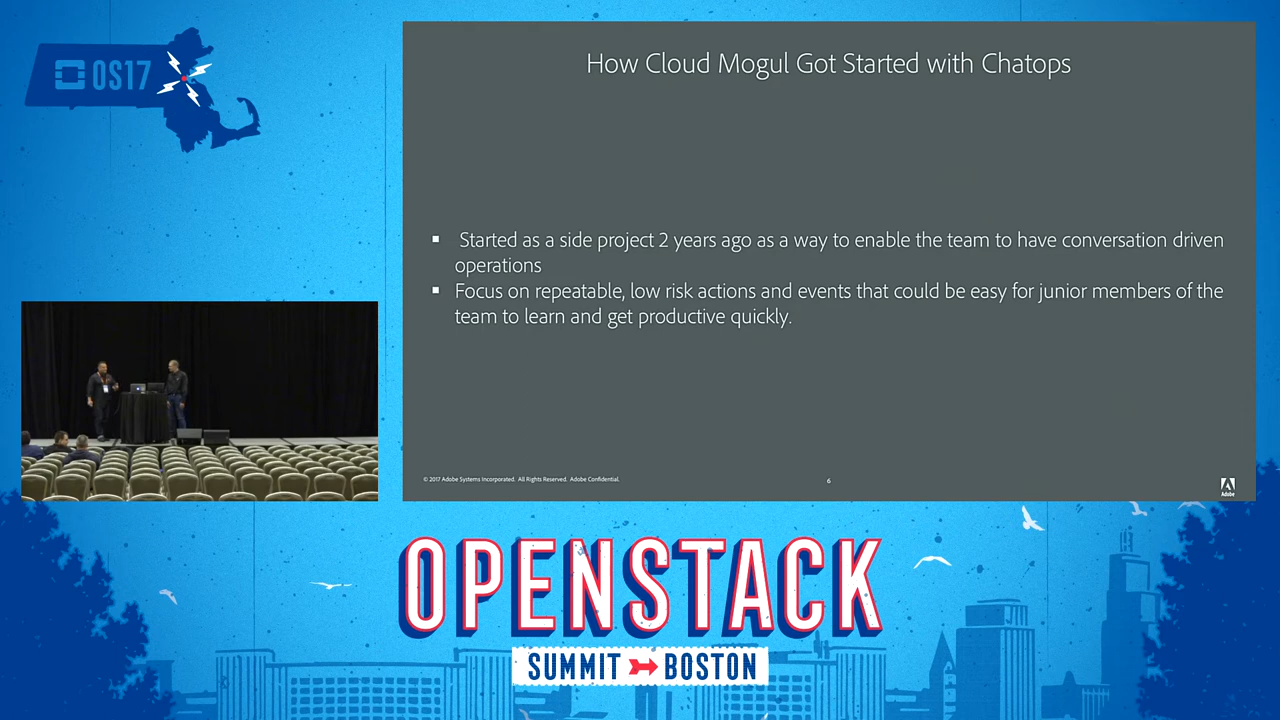 OS17
How Cloud Mogul Got Started with Chatops
▪ Started as a side project 2 years ago as a way to enable the team to have conversation driven
operations
▪ Focus on repeatable, low risk actions and events that could be easy for junior members of the
team to learn and get productive quickly.
© 2017 Adobe Systems Incorporated. All Rights Reserved. Adobe Confidential.
6
Adobe
OPENSTACK
SUMMIT BOSTON